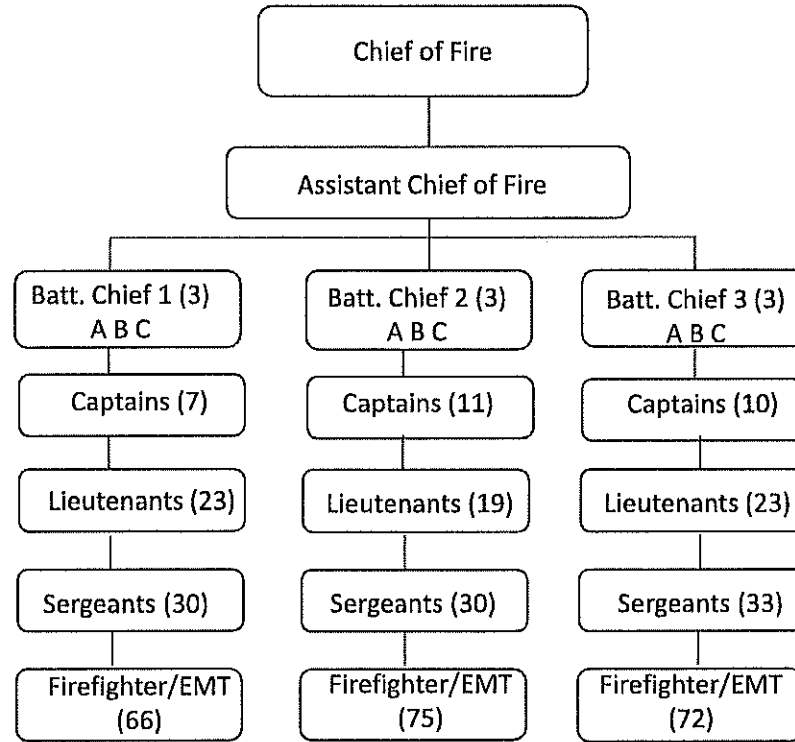 Chief of Fire
Assistant Chief of Fire
Batt. Chief 1 (3)
A B C
Batt. Chief 2 (3)
A B C
Batt. Chief 3 (3)
A B C
Captains (7)
Captains (11)
Captains (10)
Lieutenants (23)
Lieutenants (19)
Lieutenants (23)
Sergeants (30)
Sergeants (30)
Sergeants (33)
Firefighter/EMT
(66)
Firefighter/EMT
(75)
Firefighter/EMT
(72)